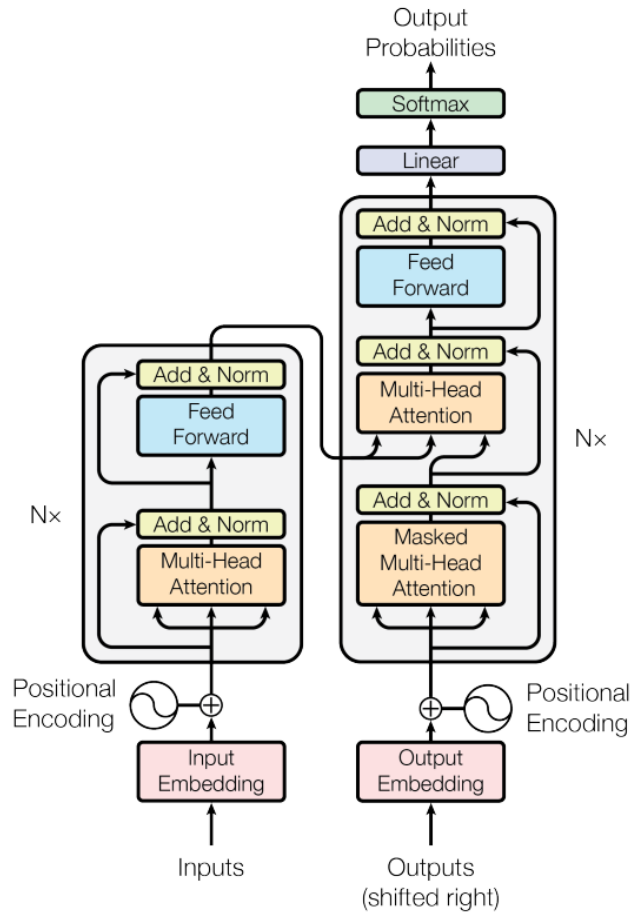 Output
Probabilities
Softmax
Linear
Add & Norm
Feed
Forward
Add & Norm
Multi-Head
Attention
N×
Add & Norm
Masked
Multi-Head
Attention
Add & Norm
Feed
Forward
N×
Add & Norm
Multi-Head
Attention
Positional
Encoding
Positional
Encoding
Input
Embedding
Output
Embedding
Inputs
Outputs
(shifted right)